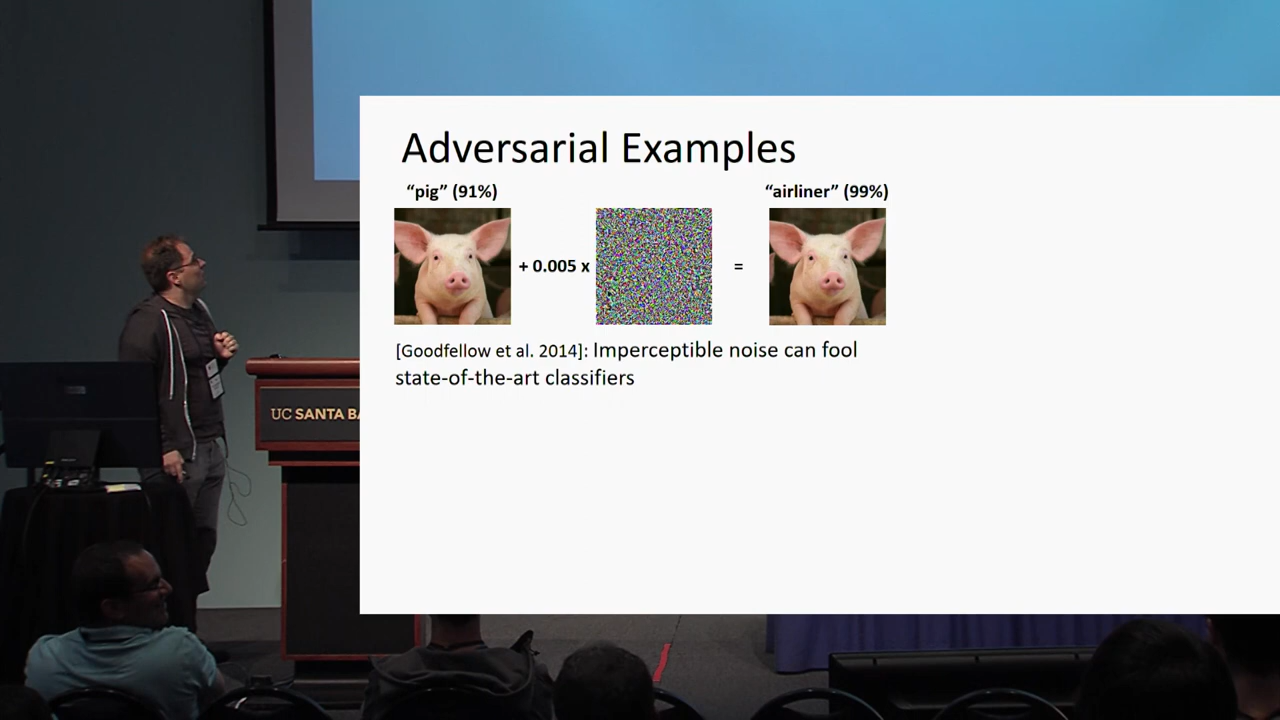 Adversarial Examples
“pig” (91%)
“airliner” (99%)
+ 0.005 x
=
[Goodfellow et al. 2014]: Imperceptible noise can fool
state-of-the-art classifiers
UC SANTA BA